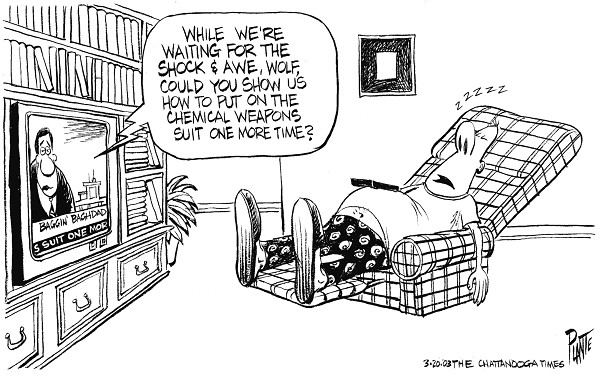 WHILE WE'RE
WAITING FOR THE
SHOCK & AWE, WOLF,
COULD YOU SHOW US
HOW TO PUT ON THE
CHEMICAL WEAPONS
SUIT ONE MORE TIME?
ZZZZZ
BAGGIN' BAGHDAD
S SUIT ONE MOR
PLANTE
3·20·03 THE CHATTANOOGA TIMES